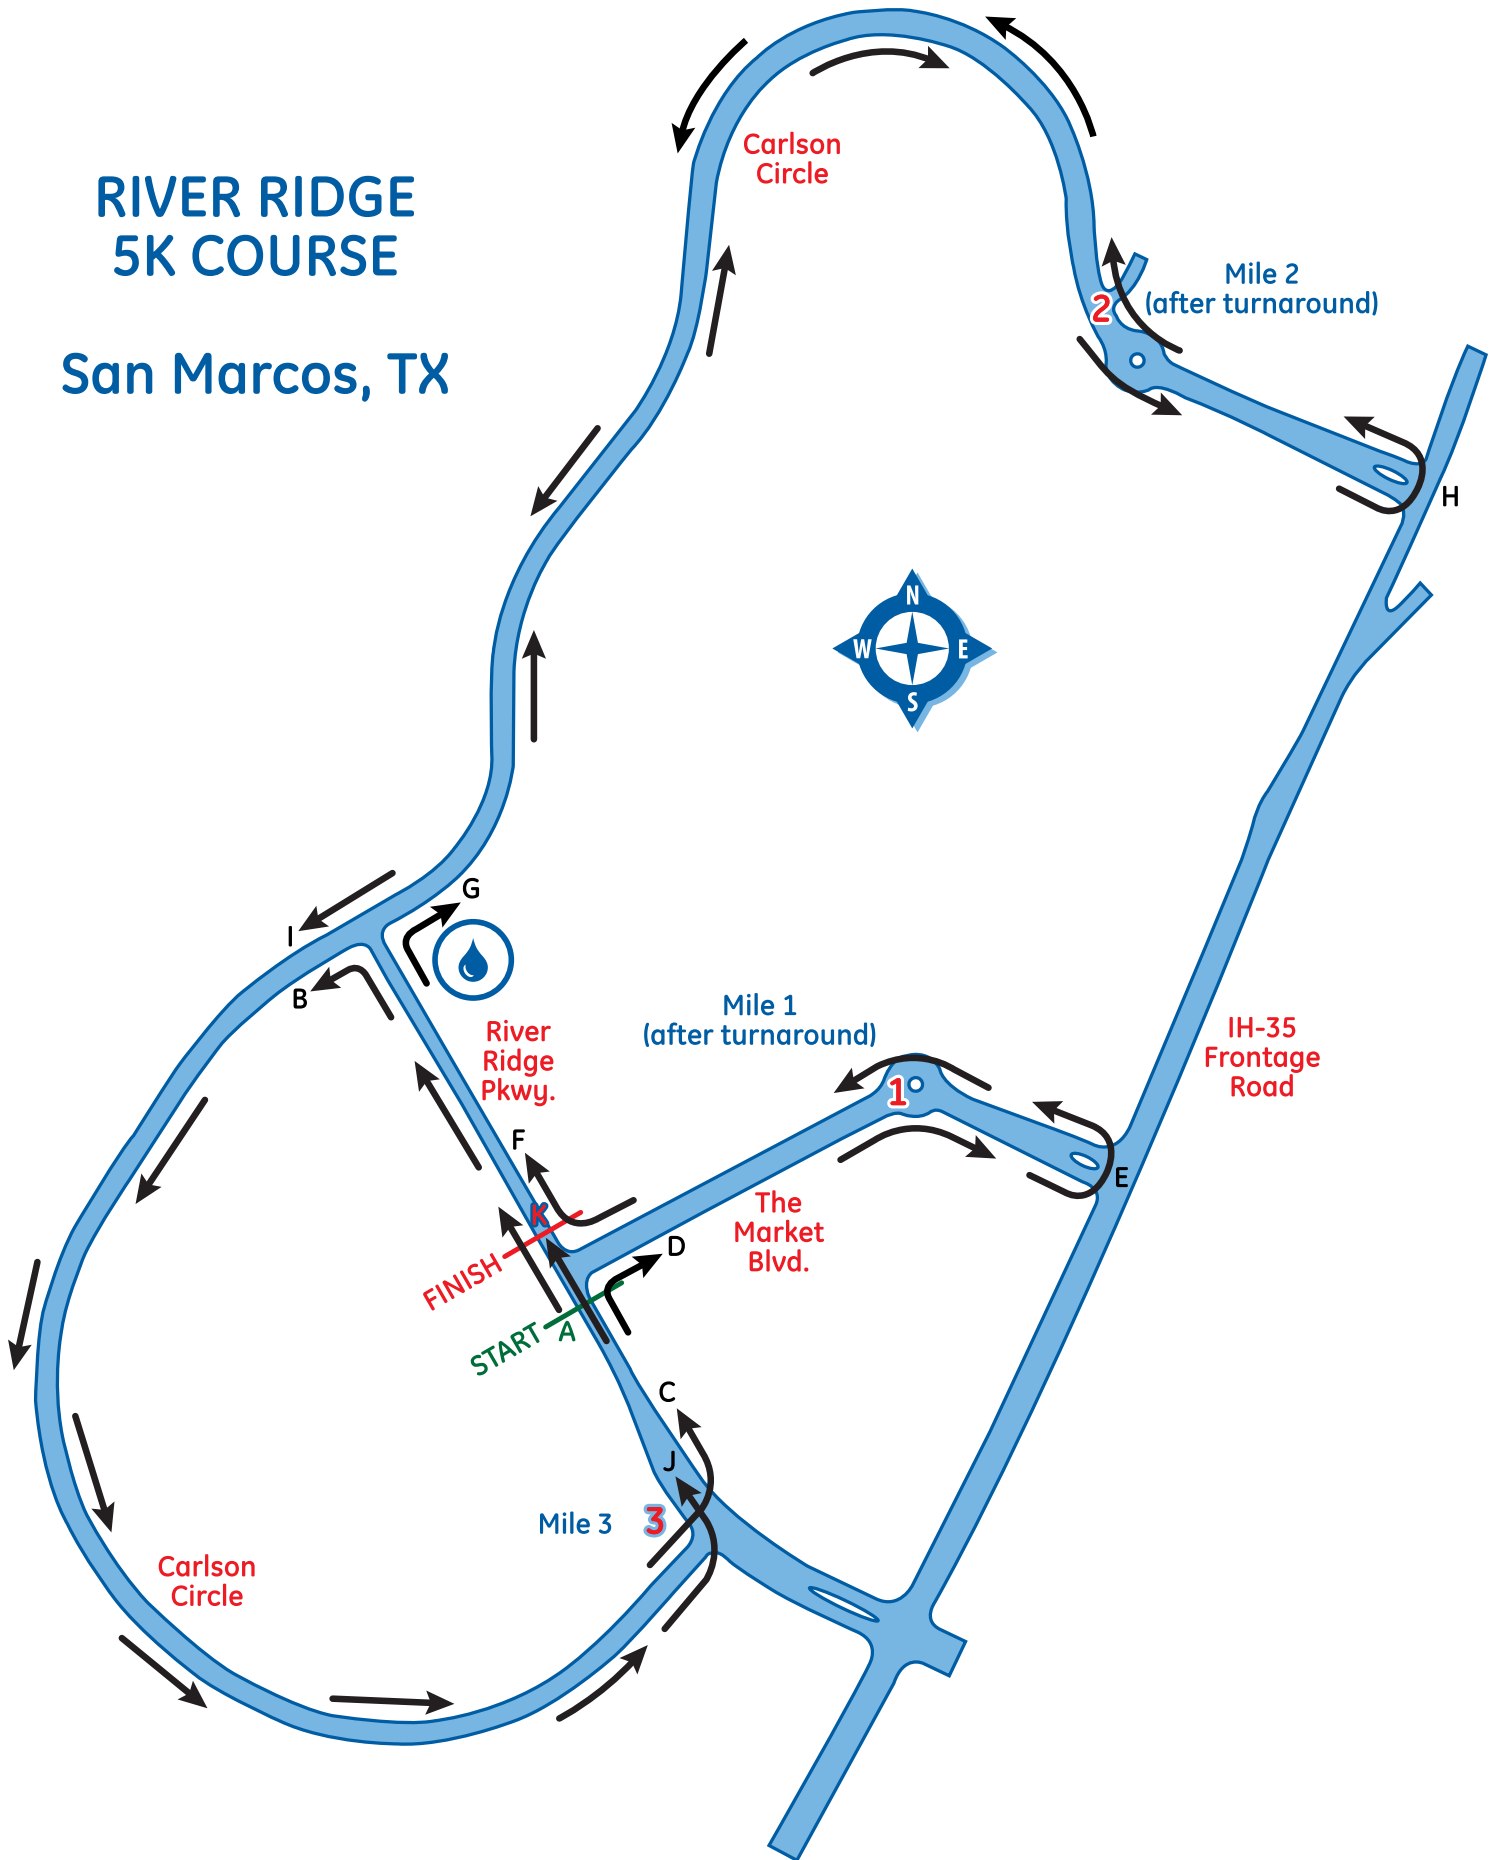 RIVER RIDGE
5K COURSE
San Marcos, TX
Carlson
Circle
Mile 2
(after turnaround)
2
H
N
W
E
S
G
I
B
River
Ridge
Pkwy.
Mile 1
(after turnaround)
1
IH-35
Frontage
Road
F
E
K
The
Market
Blvd.
D
FINISH
START
A
C
J
Mile 3
3
Carlson
Circle